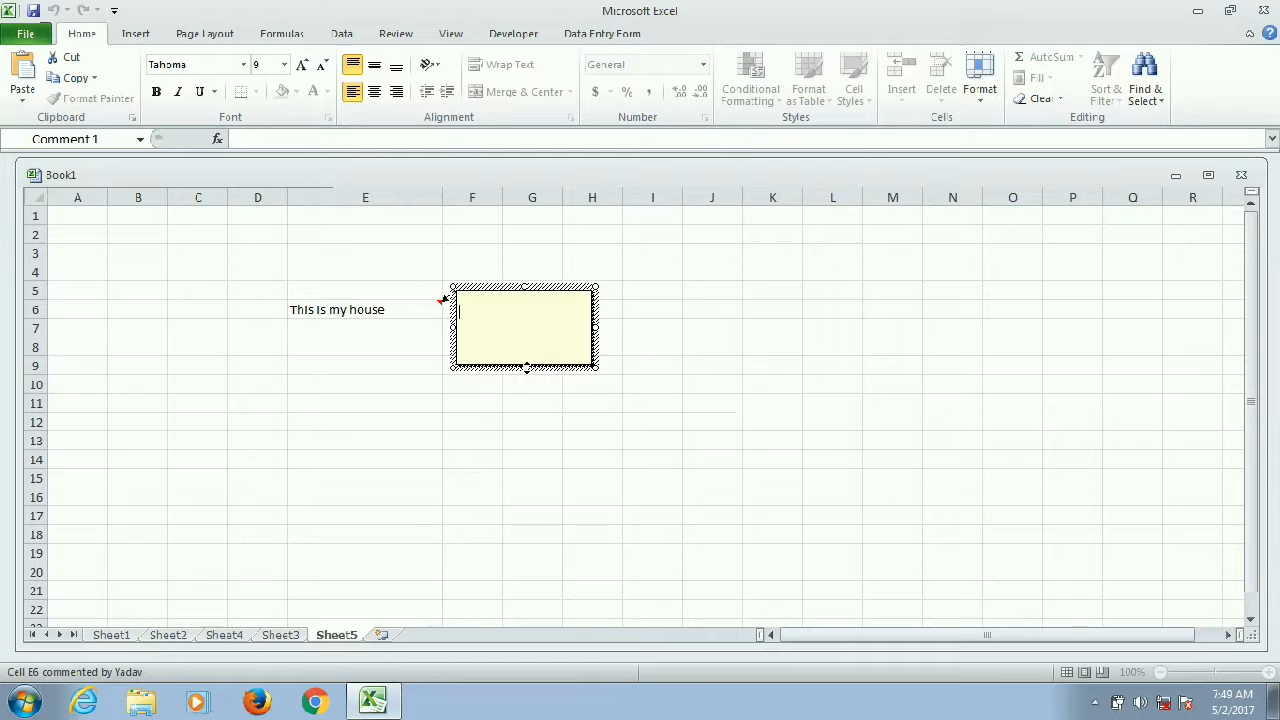 Microsoft Excel
File Home Insert Page Layout Formulas Data Review View Developer Data Entry Form
Paste
Cut
Copy
Format Painter
Clipboard
Tahoma 9
B I U
Font
Wrap Text
Merge & Center
Alignment
General
$ % ,
Number
Conditional Formatting
Format as Table
Cell Styles
Styles
Insert Delete Format
Cells
AutoSum
Fill
Clear
Sort & Filter
Find & Select
Editing
Comment 1 fx
Book1
A B C D E F G H I J K L M N O P Q R
1
2
3
4
5
6 This is my house
7
8
9
10
11
12
13
14
15
16
17
18
19
20
21
22
Sheet1 Sheet2 Sheet4 Sheet3 Sheet5
Cell E6 commented by Yadav 100%
7:49 AM
5/2/2017